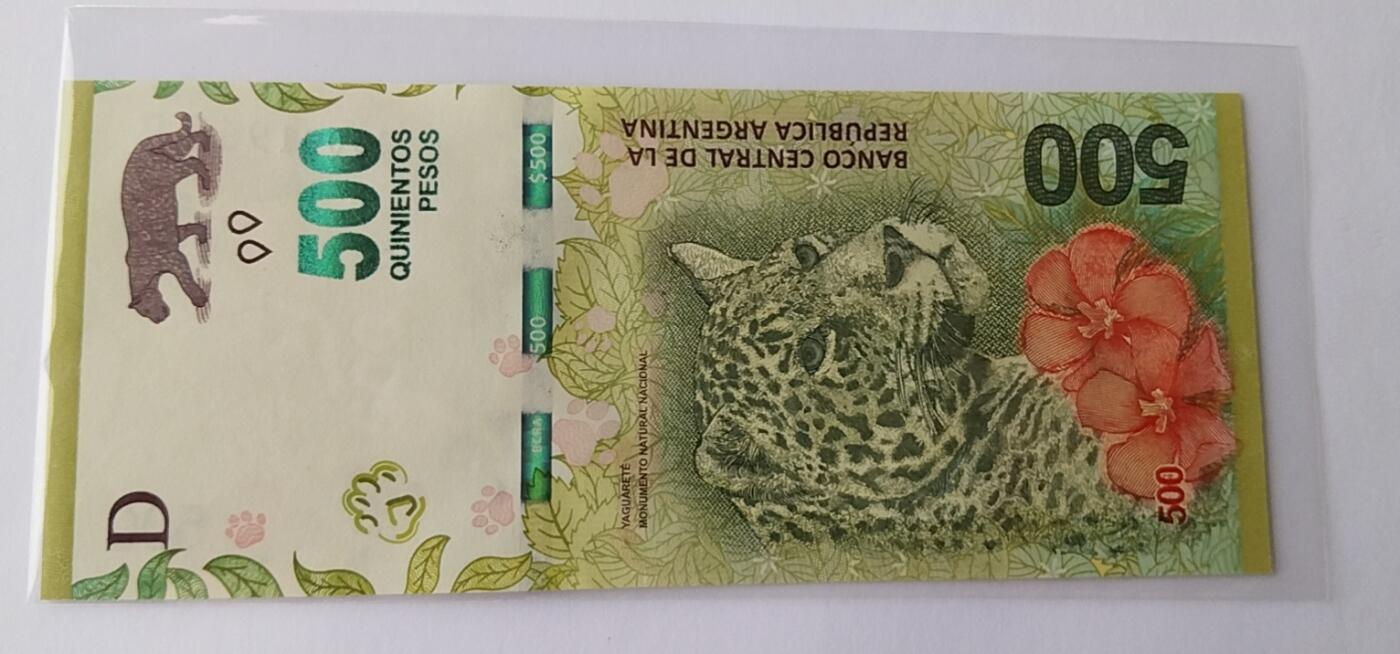 BANCO CENTRAL DE LA
REPÚBLICA ARGENTINA
500
500
QUINIENTOS
PESOS
$500
500
BCRA
YAGUARETÉ
MONUMENTO NATURAL NACIONAL
500
D